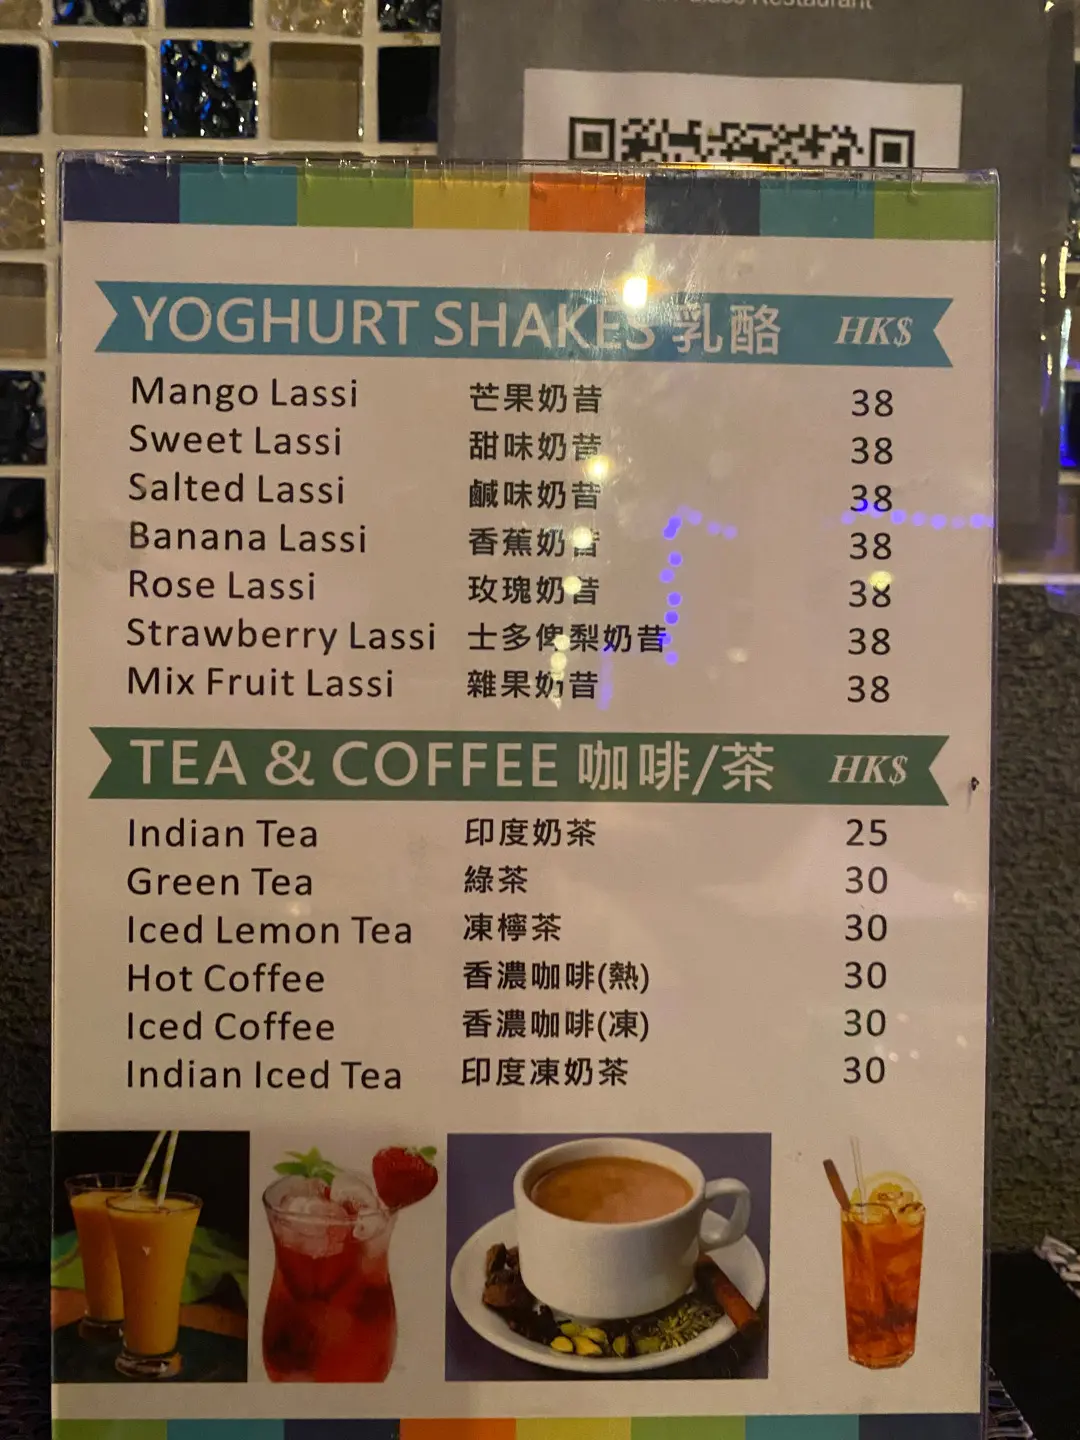 Restaurant
YOGHURT SHAKES 乳酪 HK$
Mango Lassi 芒果奶昔 38
Sweet Lassi 甜味奶昔 38
Salted Lassi 鹹味奶昔 38
Banana Lassi 香蕉奶昔 38
Rose Lassi 玫瑰奶昔 38
Strawberry Lassi 士多俾梨奶昔 38
Mix Fruit Lassi 雜果奶昔 38
TEA & COFFEE 咖啡/茶 HK$
Indian Tea 印度奶茶 25
Green Tea 綠茶 30
Iced Lemon Tea 凍檸茶 30
Hot Coffee 香濃咖啡(熱) 30
Iced Coffee 香濃咖啡(凍) 30
Indian Iced Tea 印度凍奶茶 30